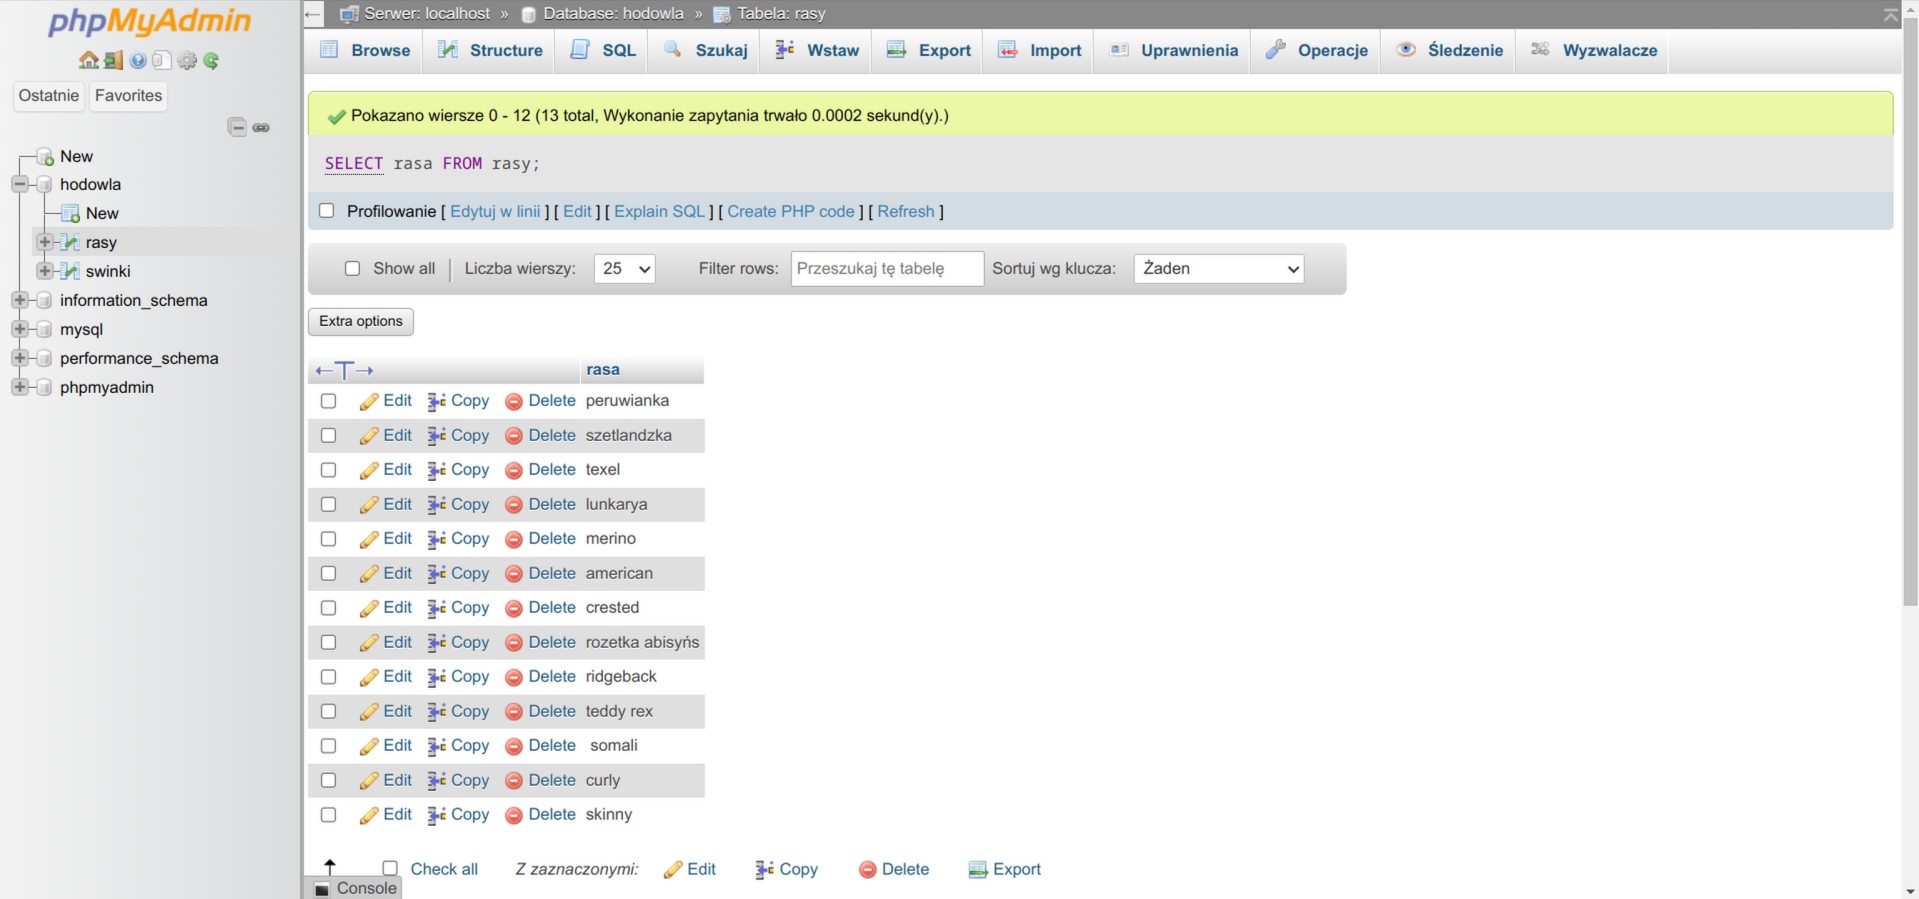 phpMyAdmin
Ostatnie Favorites
New
hodowla
New
rasy
swinki
information_schema
mysql
performance_schema
phpmyadmin
Serwer: localhost » Database: hodowla » Tabela: rasy
Browse Structure SQL Szukaj Wstaw Export Import Uprawnienia Operacje Śledzenie Wyzwalacze
Pokazano wiersze 0 - 12 (13 total, Wykonanie zapytania trwało 0.0002 sekund(y).)
SELECT rasa FROM rasy;
Profilowanie [ Edytuj w linii ] [ Edit ] [ Explain SQL ] [ Create PHP code ] [ Refresh ]
Show all Liczba wierszy: 25 Filter rows: Przeszukaj tę tabelę Sortuj wg klucza: Żaden
Extra options
←T→ rasa
Edit Copy Delete peruwianka
Edit Copy Delete szetlandzka
Edit Copy Delete texel
Edit Copy Delete lunkarya
Edit Copy Delete merino
Edit Copy Delete american
Edit Copy Delete crested
Edit Copy Delete rozetka abisyńs
Edit Copy Delete ridgeback
Edit Copy Delete teddy rex
Edit Copy Delete somali
Edit Copy Delete curly
Edit Copy Delete skinny
Check all Z zaznaczonymi: Edit Copy Delete Export
Console